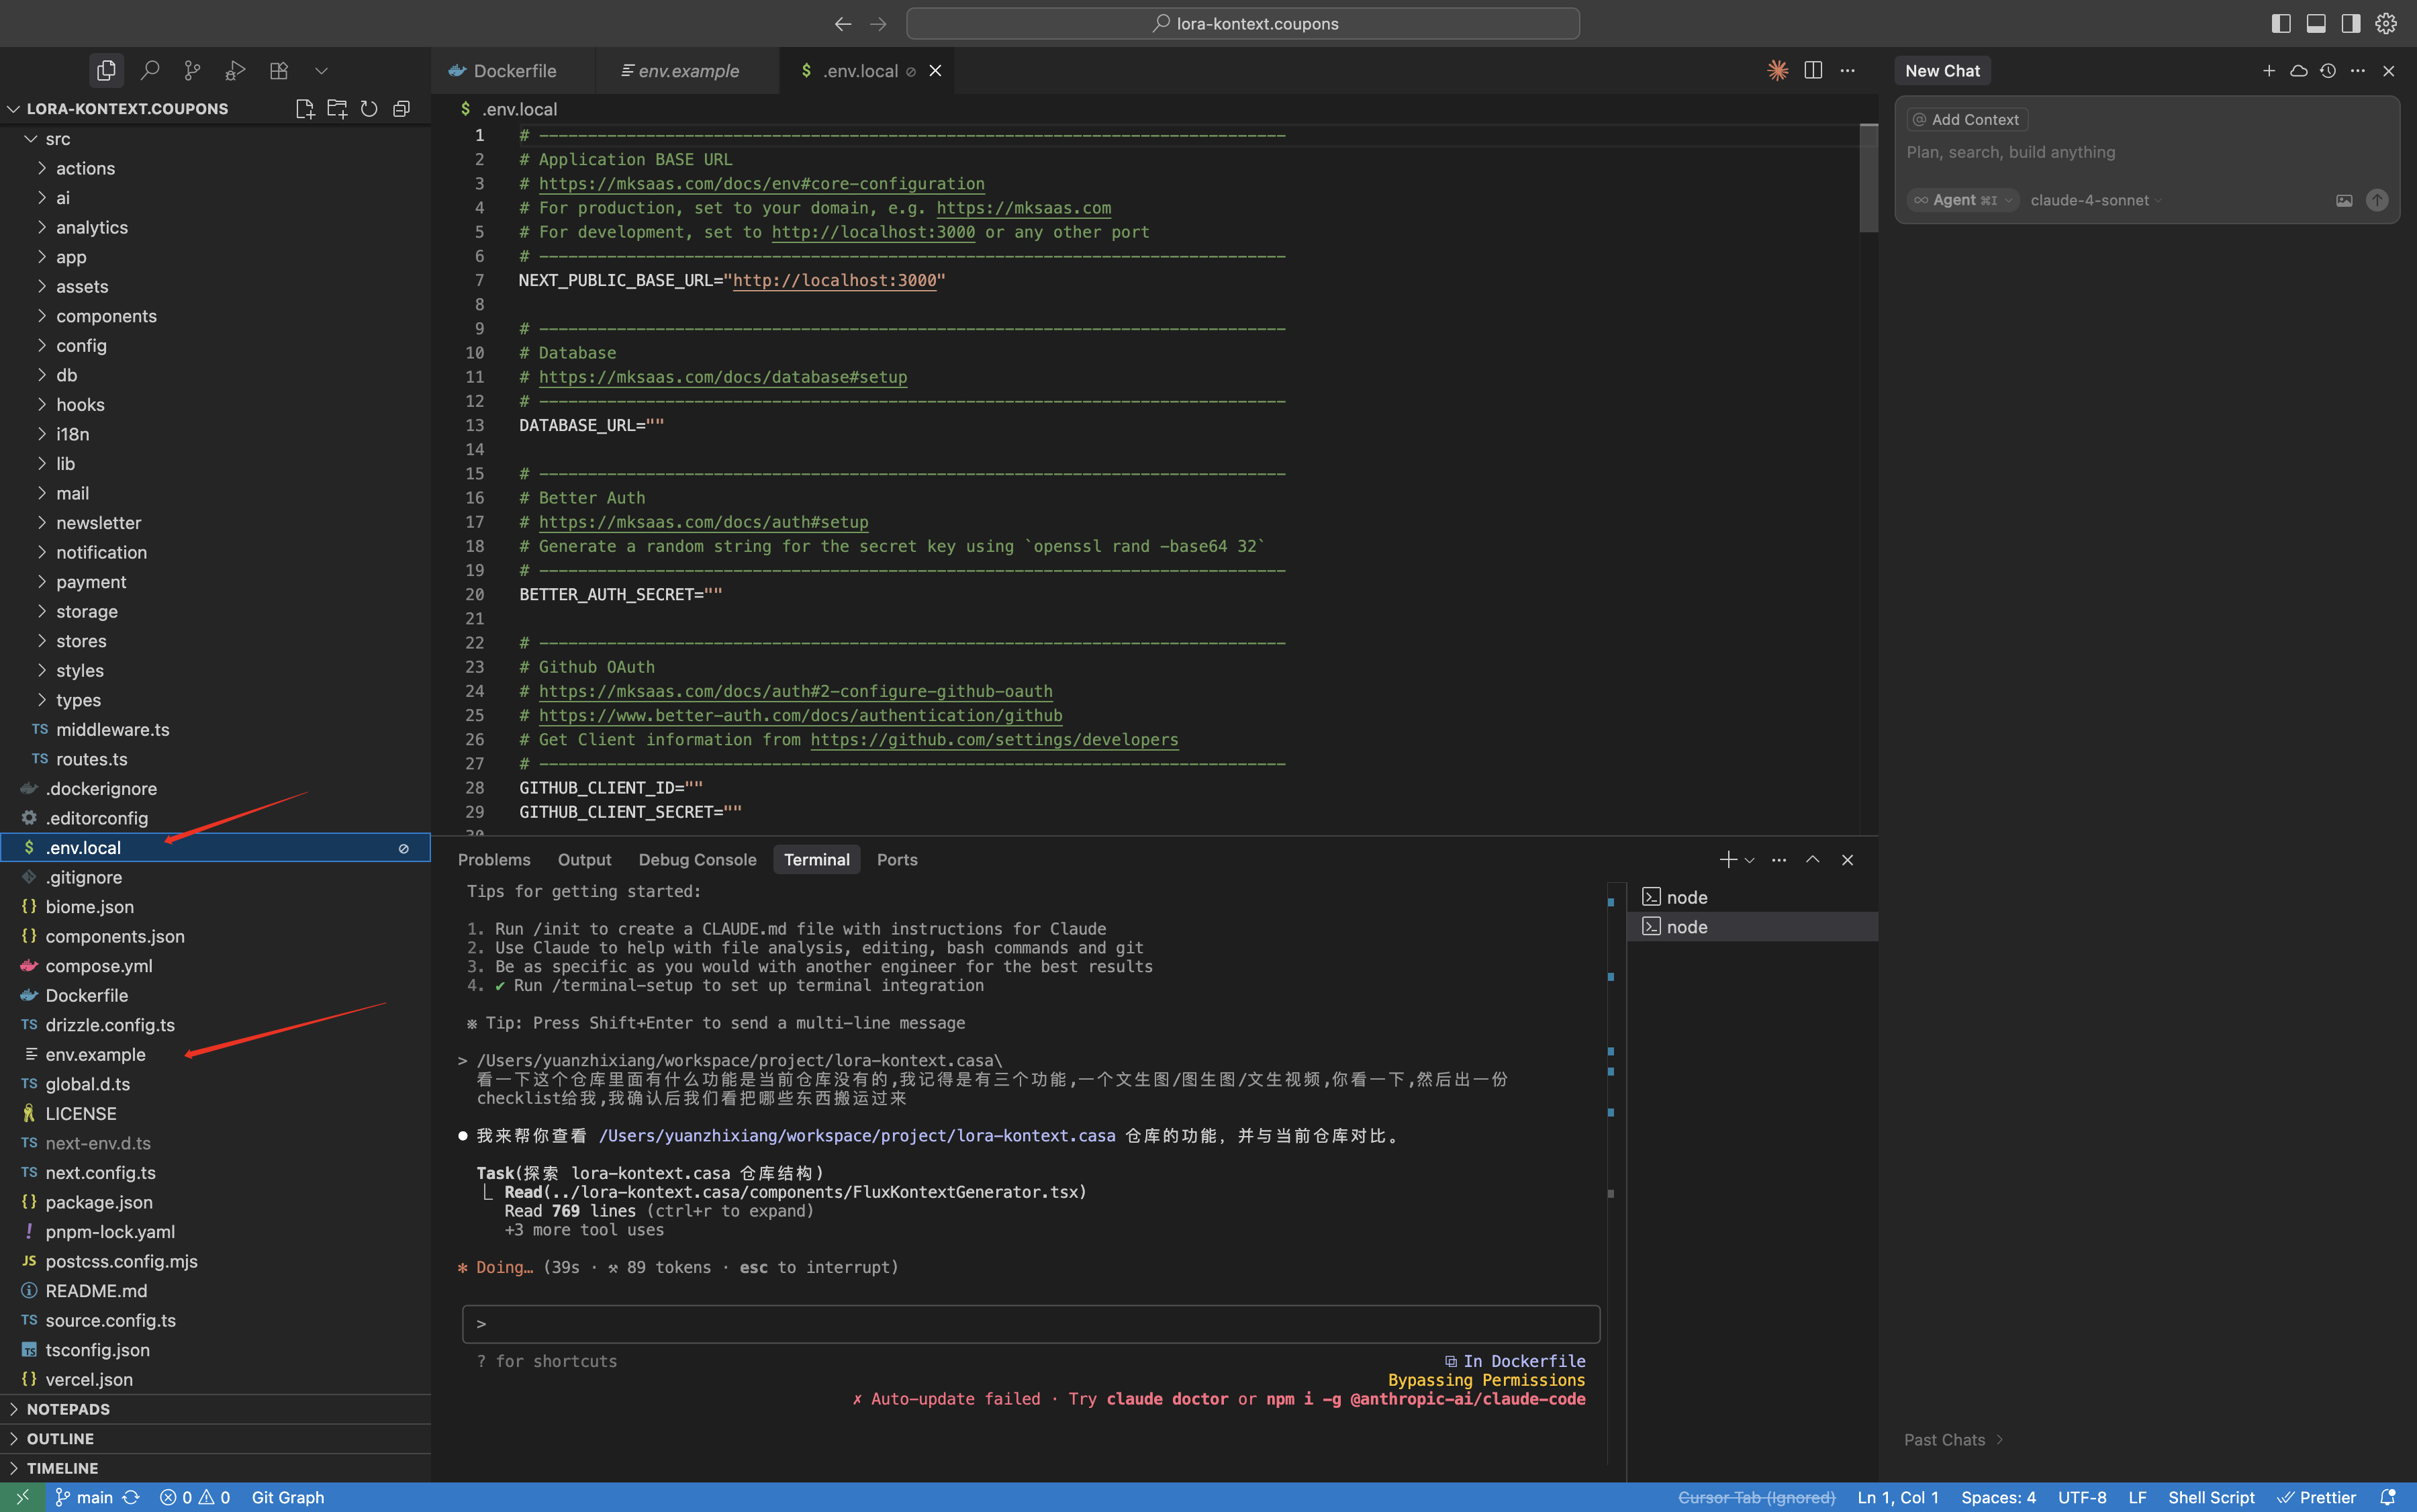 lora-kontext.coupons
LORA-KONTEXT.COUPONS
src
actions
ai
analytics
app
assets
components
config
db
hooks
i18n
lib
mail
newsletter
notification
payment
storage
stores
styles
types
TS middleware.ts
TS routes.ts
.dockerignore
.editorconfig
$ .env.local
.gitignore
{} biome.json
{} components.json
compose.yml
Dockerfile
TS drizzle.config.ts
env.example
TS global.d.ts
LICENSE
TS next-env.d.ts
TS next.config.ts
{} package.json
! pnpm-lock.yaml
JS postcss.config.mjs
README.md
TS source.config.ts
TS tsconfig.json
{} vercel.json
NOTEPADS
OUTLINE
TIMELINE
Dockerfile
env.example
$ .env.local
$ .env.local
1 # --------------------------------------------------------------------------
2 # Application BASE URL
3 # https://mksaas.com/docs/env#core-configuration
4 # For production, set to your domain, e.g. https://mksaas.com
5 # For development, set to http://localhost:3000 or any other port
6 # --------------------------------------------------------------------------
7 NEXT_PUBLIC_BASE_URL="http://localhost:3000"
8
9 # --------------------------------------------------------------------------
10 # Database
11 # https://mksaas.com/docs/database#setup
12 # --------------------------------------------------------------------------
13 DATABASE_URL=""
14
15 # --------------------------------------------------------------------------
16 # Better Auth
17 # https://mksaas.com/docs/auth#setup
18 # Generate a random string for the secret key using `openssl rand -base64 32`
19 # --------------------------------------------------------------------------
20 BETTER_AUTH_SECRET=""
21
22 # --------------------------------------------------------------------------
23 # Github OAuth
24 # https://mksaas.com/docs/auth#2-configure-github-oauth
25 # https://www.better-auth.com/docs/authentication/github
26 # Get Client information from https://github.com/settings/developers
27 # --------------------------------------------------------------------------
28 GITHUB_CLIENT_ID=""
29 GITHUB_CLIENT_SECRET=""
30
Problems Output Debug Console Terminal Ports
Tips for getting started:
1. Run /init to create a CLAUDE.md file with instructions for Claude
2. Use Claude to help with file analysis, editing, bash commands and git
3. Be as specific as you would with another engineer for the best results
4. ✔ Run /terminal-setup to set up terminal integration
※ Tip: Press Shift+Enter to send a multi-line message
> /Users/yuanzhixiang/workspace/project/lora-kontext.casa\
看一下这个仓库里面有什么功能是当前仓库没有的,我记得是有三个功能,一个文生图/图生图/文生视频,你看一下,然后出一份
checklist给我,我确认后我们看把哪些东西搬运过来
● 我来帮你查看 /Users/yuanzhixiang/workspace/project/lora-kontext.casa 仓库的功能，并与当前仓库对比。
Task(探索 lora-kontext.casa 仓库结构)
⎿ Read(../lora-kontext.casa/components/FluxKontextGenerator.tsx)
Read 769 lines (ctrl+r to expand)
+3 more tool uses
✻ Doing… (39s · ⚒ 89 tokens · esc to interrupt)
>
? for shortcuts
⧉ In Dockerfile
Bypassing Permissions
✗ Auto-update failed · Try claude doctor or npm i -g @anthropic-ai/claude-code
node
node
New Chat
@ Add Context
Plan, search, build anything
∞ Agent ⌘I
claude-4-sonnet
Past Chats
main
0 0
Git Graph
Cursor Tab (Ignored)
Ln 1, Col 1
Spaces: 4
UTF-8
LF
Shell Script
Prettier